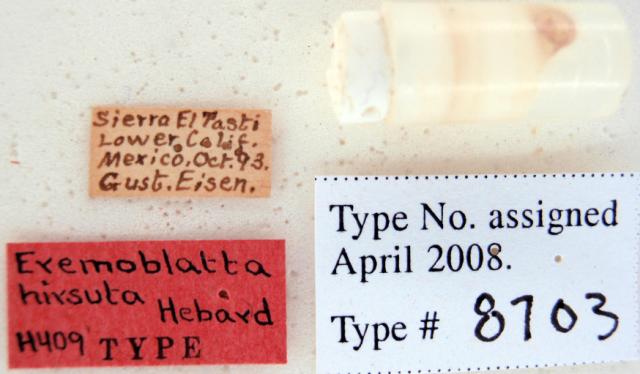 Sierra El Tasti
Lower Calif.
Mexico. Oct. 93.
Gust. Eisen.
Eremoblatta
hirsuta Hebard
H409 TYPE
Type No. assigned
April 2008.
Type # 8703